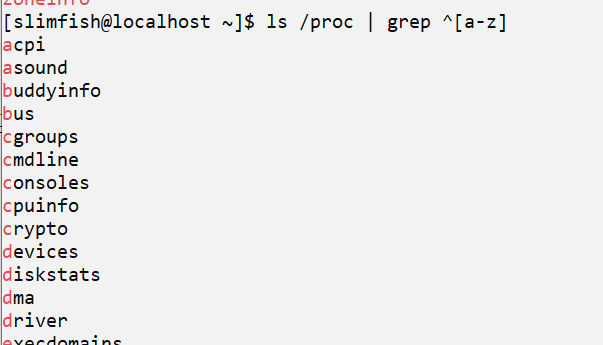 zoneinfo
[slimfish@localhost ~]$ ls /proc | grep ^[a-z]
acpi
asound
buddyinfo
bus
cgroups
cmdline
consoles
cpuinfo
crypto
devices
diskstats
dma
driver
execdomains